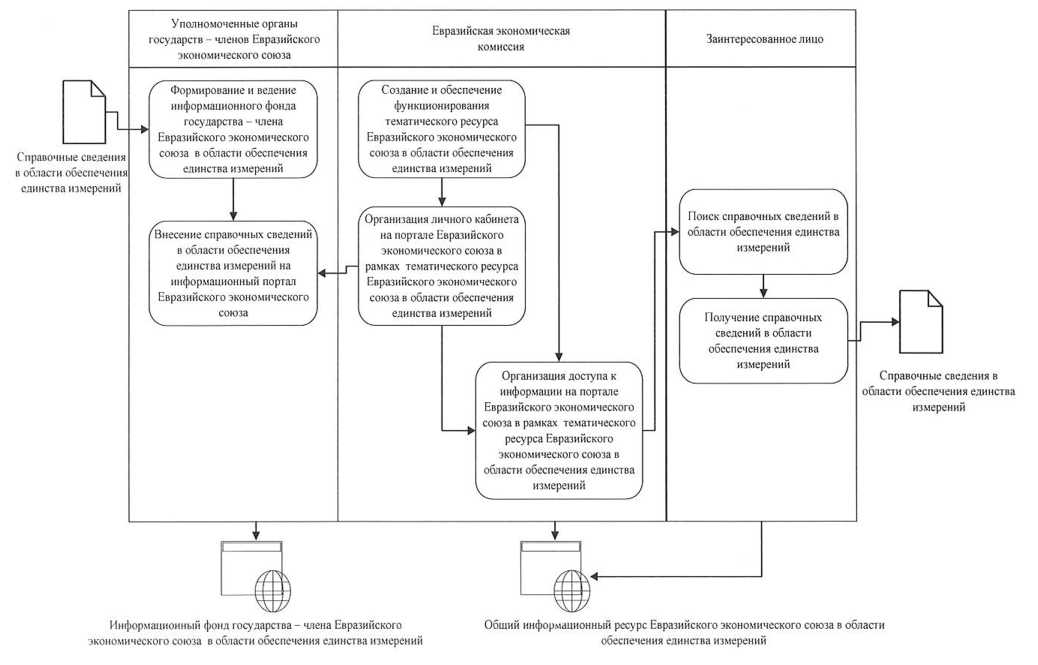 Уполномоченные органы
государств – членов Евразийского
экономического союза
Евразийская экономическая
комиссия
Заинтересованное лицо
Справочные сведения
в области обеспечения
единства измерений
Формирование и ведение
информационного фонда
государства – члена
Евразийского экономического
союза в области обеспечения
единства измерений
Внесение справочных сведений
в области обеспечения
единства измерений на
информационный портал
Евразийского экономического
союза
Создание и обеспечение
функционирования
тематического ресурса
Евразийского экономического
союза в области обеспечения
единства измерений
Организация личного кабинета
на портале Евразийского
экономического союза в
рамках тематического ресурса
Евразийского экономического
союза в области обеспечения
единства измерений
Организация доступа к
информации на портале
Евразийского экономического
союза в рамках тематического
ресурса Евразийского
экономического союза в
области обеспечения единства
измерений
Поиск справочных сведений в
области обеспечения единства
измерений
Получение справочных
сведений в области
обеспечения единства
измерений
Справочные сведения в
области обеспечения единства
измерений
Информационный фонд государства – члена Евразийского
экономического союза в области обеспечения единства измерений
Общий информационный ресурс Евразийского экономического союза в области
обеспечения единства измерений